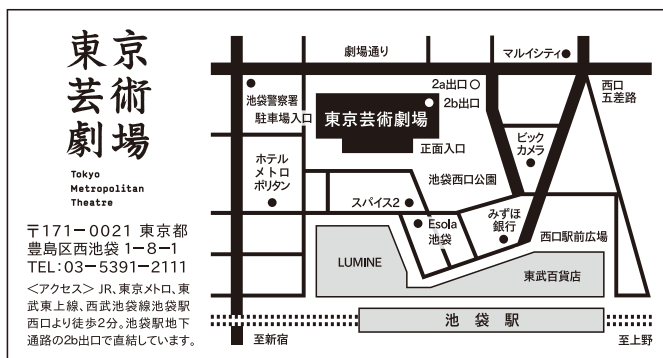 東京
芸術
劇場
Tokyo
Metropolitan
Theatre
〒171−0021 東京都
豊島区西池袋 1−8−1
TEL:03−5391−2111
＜アクセス＞ JR、東京メトロ、東
武東上線、西武池袋線池袋駅
西口より徒歩2分。池袋駅地下
通路の2b出口で直結しています。
劇場通り
マルイシティ
池袋警察署
駐車場入口
2a出口
2b出口
西口
五差路
東京芸術劇場
正面入口
ビック
カメラ
ホテル
メトロ
ポリタン
池袋西口公園
スパイス2
Esola
池袋
みずほ
銀行
西口駅前広場
LUMINE
東武百貨店
池袋駅
至新宿
至上野